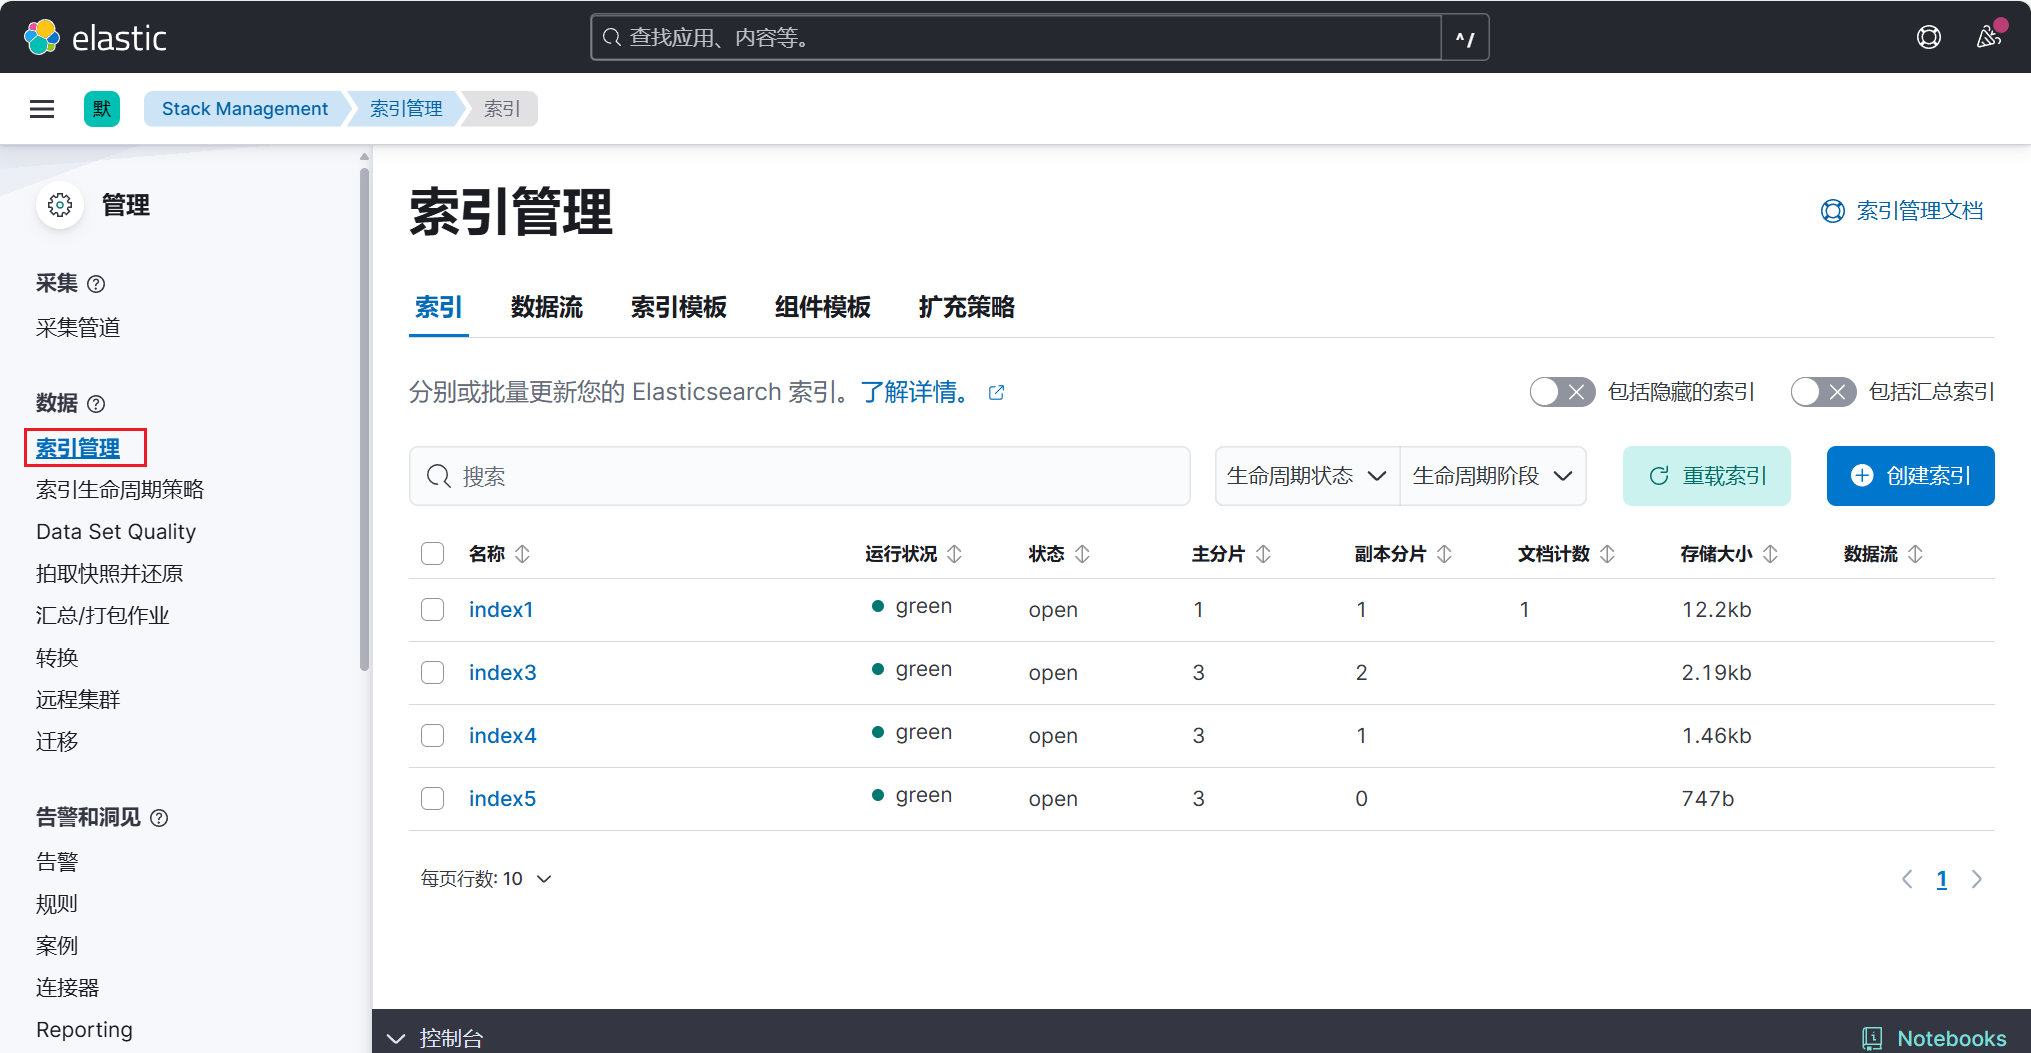 elastic
查找应用、内容等。
^/
默
Stack Management
索引管理
索引
管理
采集
采集管道
数据
索引管理
索引生命周期策略
Data Set Quality
拍取快照并还原
汇总/打包作业
转换
远程集群
迁移
告警和洞见
告警
规则
案例
连接器
Reporting
索引管理
索引管理文档
索引 数据流 索引模板 组件模板 扩充策略
分别或批量更新您的 Elasticsearch 索引。了解详情。
包括隐藏的索引 包括汇总索引
搜索
生命周期状态 生命周期阶段 重载索引 创建索引
名称 运行状况 状态 主分片 副本分片 文档计数 存储大小 数据流
index1 green open 1 1 1 12.2kb
index3 green open 3 2 2.19kb
index4 green open 3 1 1.46kb
index5 green open 3 0 747b
每页行数: 10
1
控制台
Notebooks